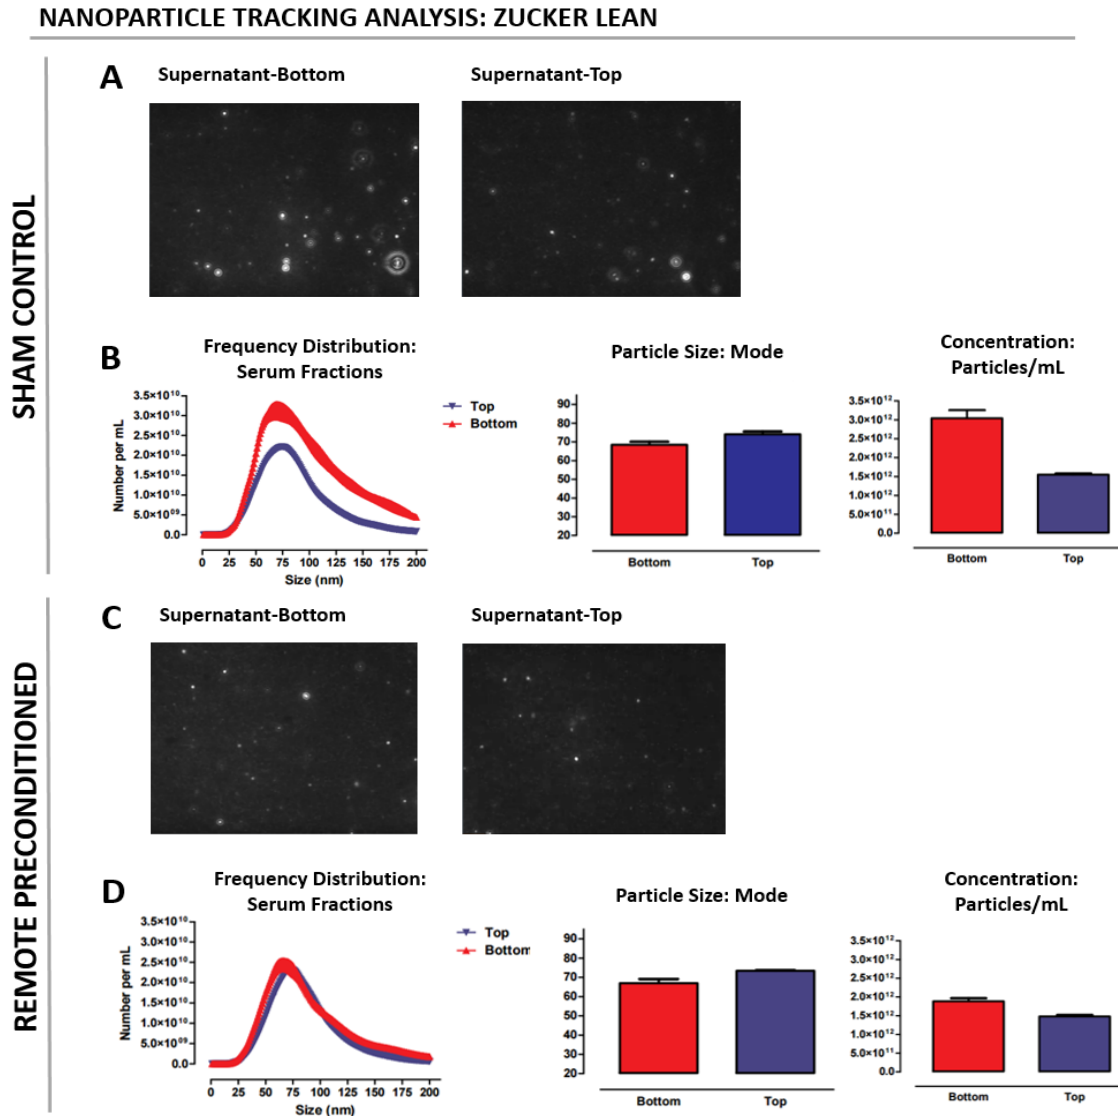 NANOPARTICLE TRACKING ANALYSIS: ZUCKER LEAN
SHAM CONTROL
A
Supernatant-Bottom
Supernatant-Top
B
Frequency Distribution:
Serum Fractions
Number per mL
3.5×10¹⁰
3.0×10¹⁰
2.5×10¹⁰
2.0×10¹⁰
1.5×10¹⁰
1.0×10¹⁰
5.0×10⁰⁹
0.0
0 25 50 75 100 125 150 175 200
Size (nm)
Top
Bottom
Particle Size: Mode
90
80
70
60
50
40
30
20
Bottom Top
Concentration:
Particles/mL
3.5×10¹²
3.0×10¹²
2.5×10¹²
2.0×10¹²
1.5×10¹²
1.0×10¹²
5.0×10¹¹
0.0
Bottom Top
REMOTE PRECONDITIONED
C
Supernatant-Bottom
Supernatant-Top
D
Frequency Distribution:
Serum Fractions
Number per mL
3.5×10¹⁰
3.0×10¹⁰
2.5×10¹⁰
2.0×10¹⁰
1.5×10¹⁰
1.0×10¹⁰
5.0×10⁰⁹
0.0
0 25 50 75 100 125 150 175 200
Size (nm)
Top
Bottom
Particle Size: Mode
90
80
70
60
50
40
30
20
Bottom Top
Concentration:
Particles/mL
3.5×10¹²
3.0×10¹²
2.5×10¹²
2.0×10¹²
1.5×10¹²
1.0×10¹²
5.0×10¹¹
0.0
Bottom Top